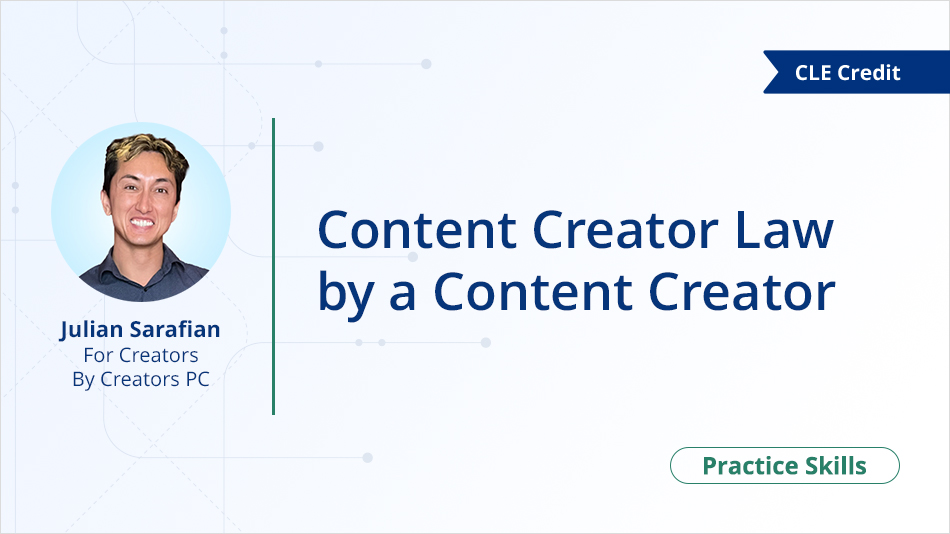 CLE Credit
Content Creator Law
by a Content Creator
Julian Sarafian
For Creators
By Creators PC
Practice Skills